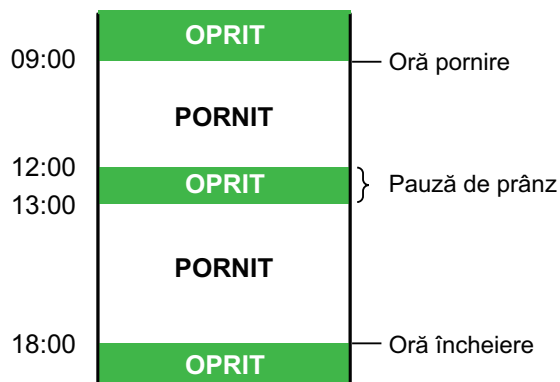 OPRIT
09:00 Oră pornire
PORNIT
12:00
OPRIT Pauză de prânz
13:00
PORNIT
18:00 Oră încheiere
OPRIT